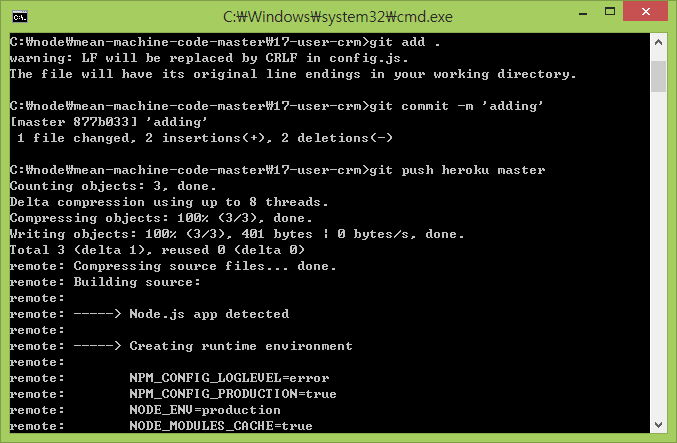 C:₩Windows₩system32₩cmd.exe
C:₩node₩mean-machine-code-master₩17-user-crm>git add .
warning: LF will be replaced by CRLF in config.js.
The file will have its original line endings in your working directory.
C:₩node₩mean-machine-code-master₩17-user-crm>git commit -m 'adding'
[master 877b033] 'adding'
 1 file changed, 2 insertions(+), 2 deletions(-)
C:₩node₩mean-machine-code-master₩17-user-crm>git push heroku master
Counting objects: 3, done.
Delta compression using up to 8 threads.
Compressing objects: 100% (3/3), done.
Writing objects: 100% (3/3), 401 bytes | 0 bytes/s, done.
Total 3 (delta 1), reused 0 (delta 0)
remote: Compressing source files... done.
remote: Building source:
remote:
remote: -----> Node.js app detected
remote:
remote: -----> Creating runtime environment
remote:
remote:        NPM_CONFIG_LOGLEVEL=error
remote:        NPM_CONFIG_PRODUCTION=true
remote:        NODE_ENV=production
remote:        NODE_MODULES_CACHE=true